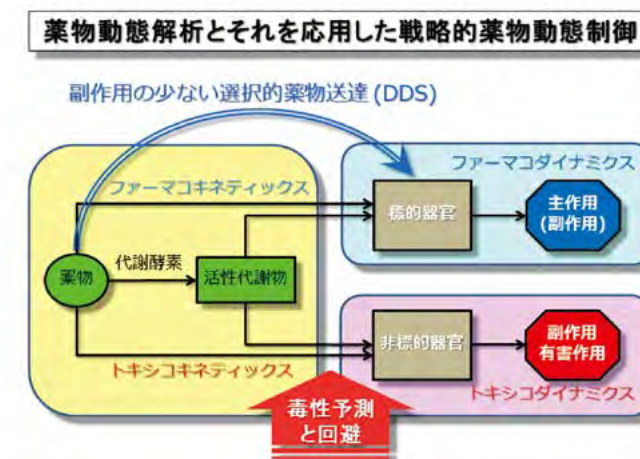 薬物動態解析とそれを応用した戦略的薬物動態制御
副作用の少ない選択的薬物送達 (DDS)
ファーマコダイナミクス
ファーマコキネティックス
標的器官
主作用
(副作用)
薬物
代謝酵素
活性代謝物
非標的器官
副作用
有害作用
トキシコキネティックス
トキシコダイナミクス
毒性予測
と回避